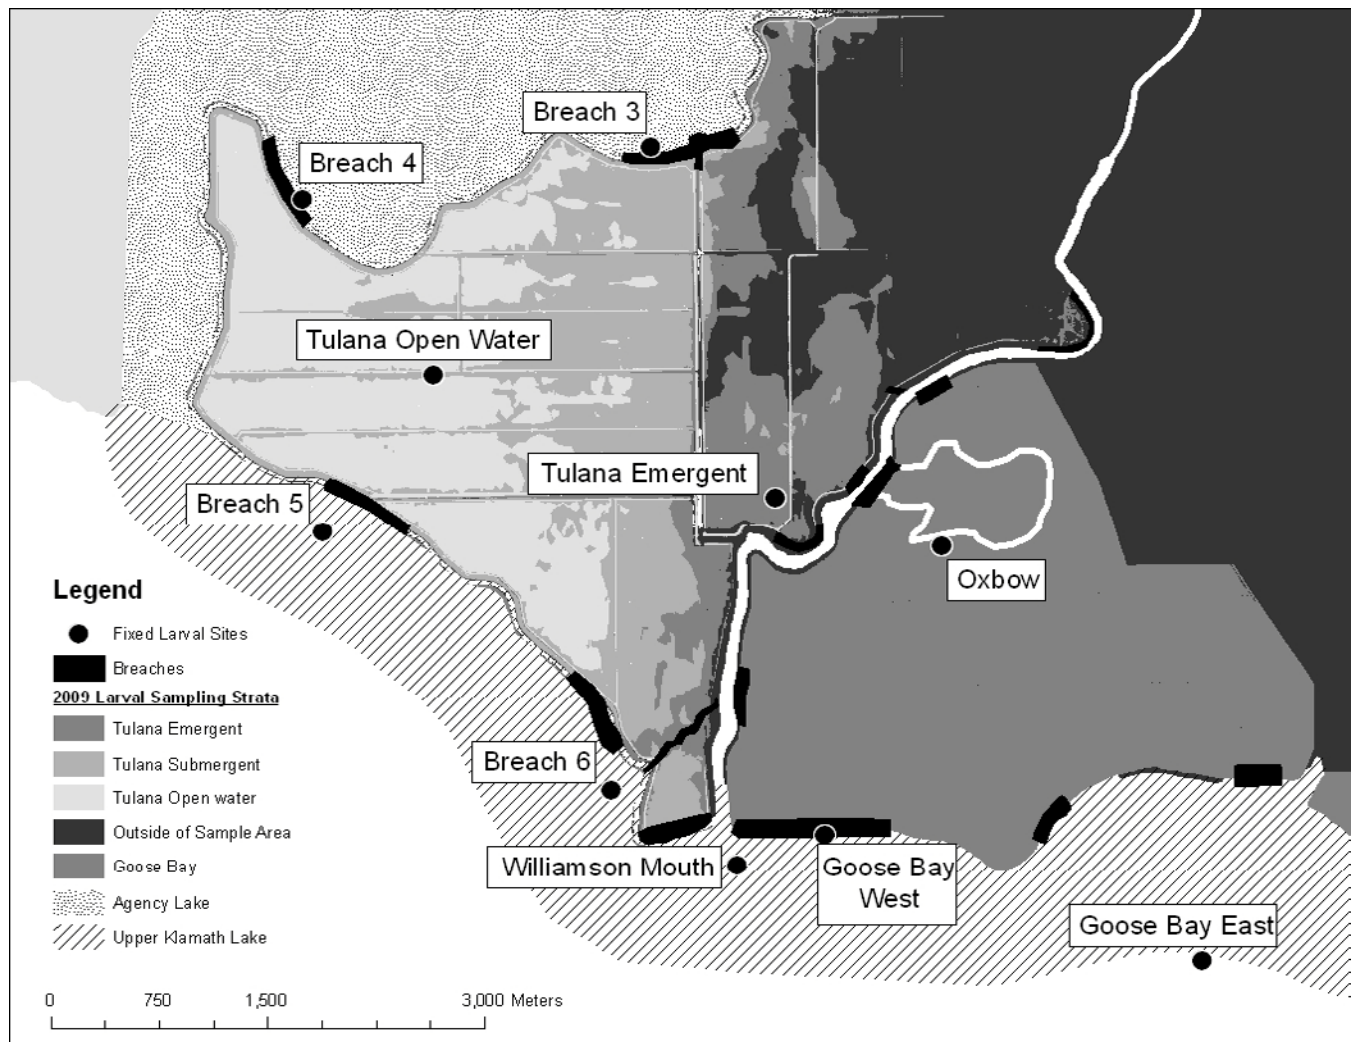 Breach 3
Breach 4
Tulana Open Water
Tulana Emergent
Breach 5
Oxbow
Breach 6
Williamson Mouth
Goose Bay
West
Goose Bay East
Legend
Fixed Larval Sites
Breaches
2009 Larval Sampling Strata
Tulana Emergent
Tulana Submergent
Tulana Open water
Outside of Sample Area
Goose Bay
Agency Lake
Upper Klamath Lake
0 750 1,500 3,000 Meters